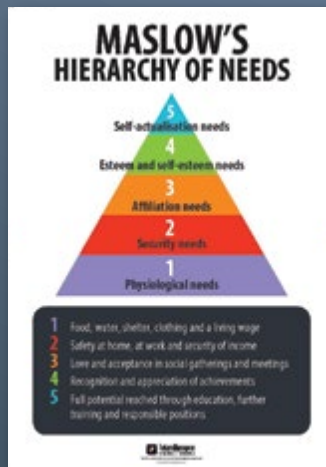 MASLOW'S
HIERARCHY OF NEEDS
5
Self-actualisation needs
4
Esteem and self-esteem needs
3
Affiliation needs
2
Security needs
1
Physiological needs
1 Food, water, shelter, clothing and a living wage
2 Safety at home, at work and security of income
3 Love and acceptance in social gatherings and meetings
4 Recognition and appreciation of achievements
5 Full potential reached through education, further
training and responsible positions